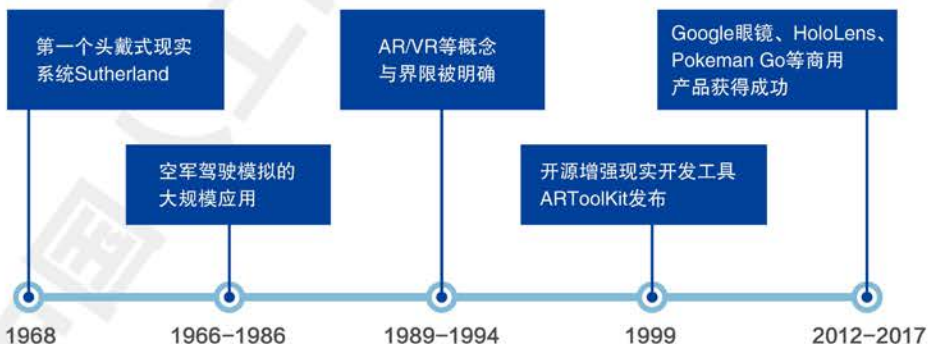 第一个头戴式现实
系统Sutherland
AR/VR等概念
与界限被明确
Google眼镜、HoloLens、
Pokeman Go等商用
产品获得成功
空军驾驶模拟的
大规模应用
开源增强现实开发工具
ARToolKit发布
1968
1966–1986
1989–1994
1999
2012–2017